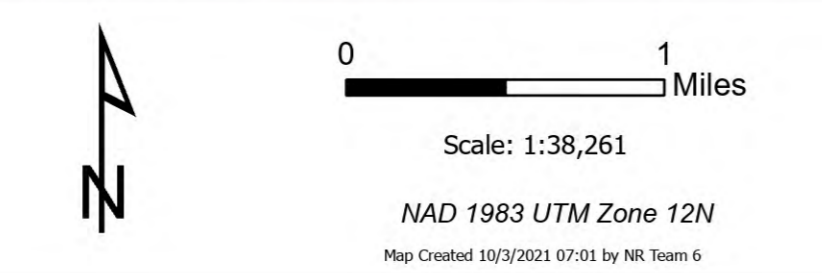 0 1
Miles
Scale: 1:38,261
N
NAD 1983 UTM Zone 12N
Map Created 10/3/2021 07:01 by NR Team 6